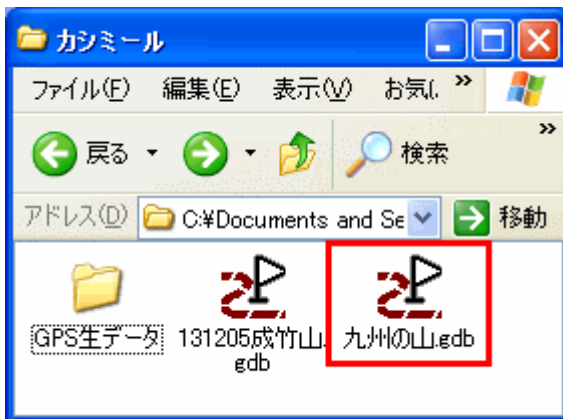 カシミール
ファイル(F) 編集(E) 表示(V) お気(. »
戻る 検索 »
アドレス(D) C:¥Documents and Se 移動
GPS生データ 131205成竹山. 九州の山.gdb
gdb